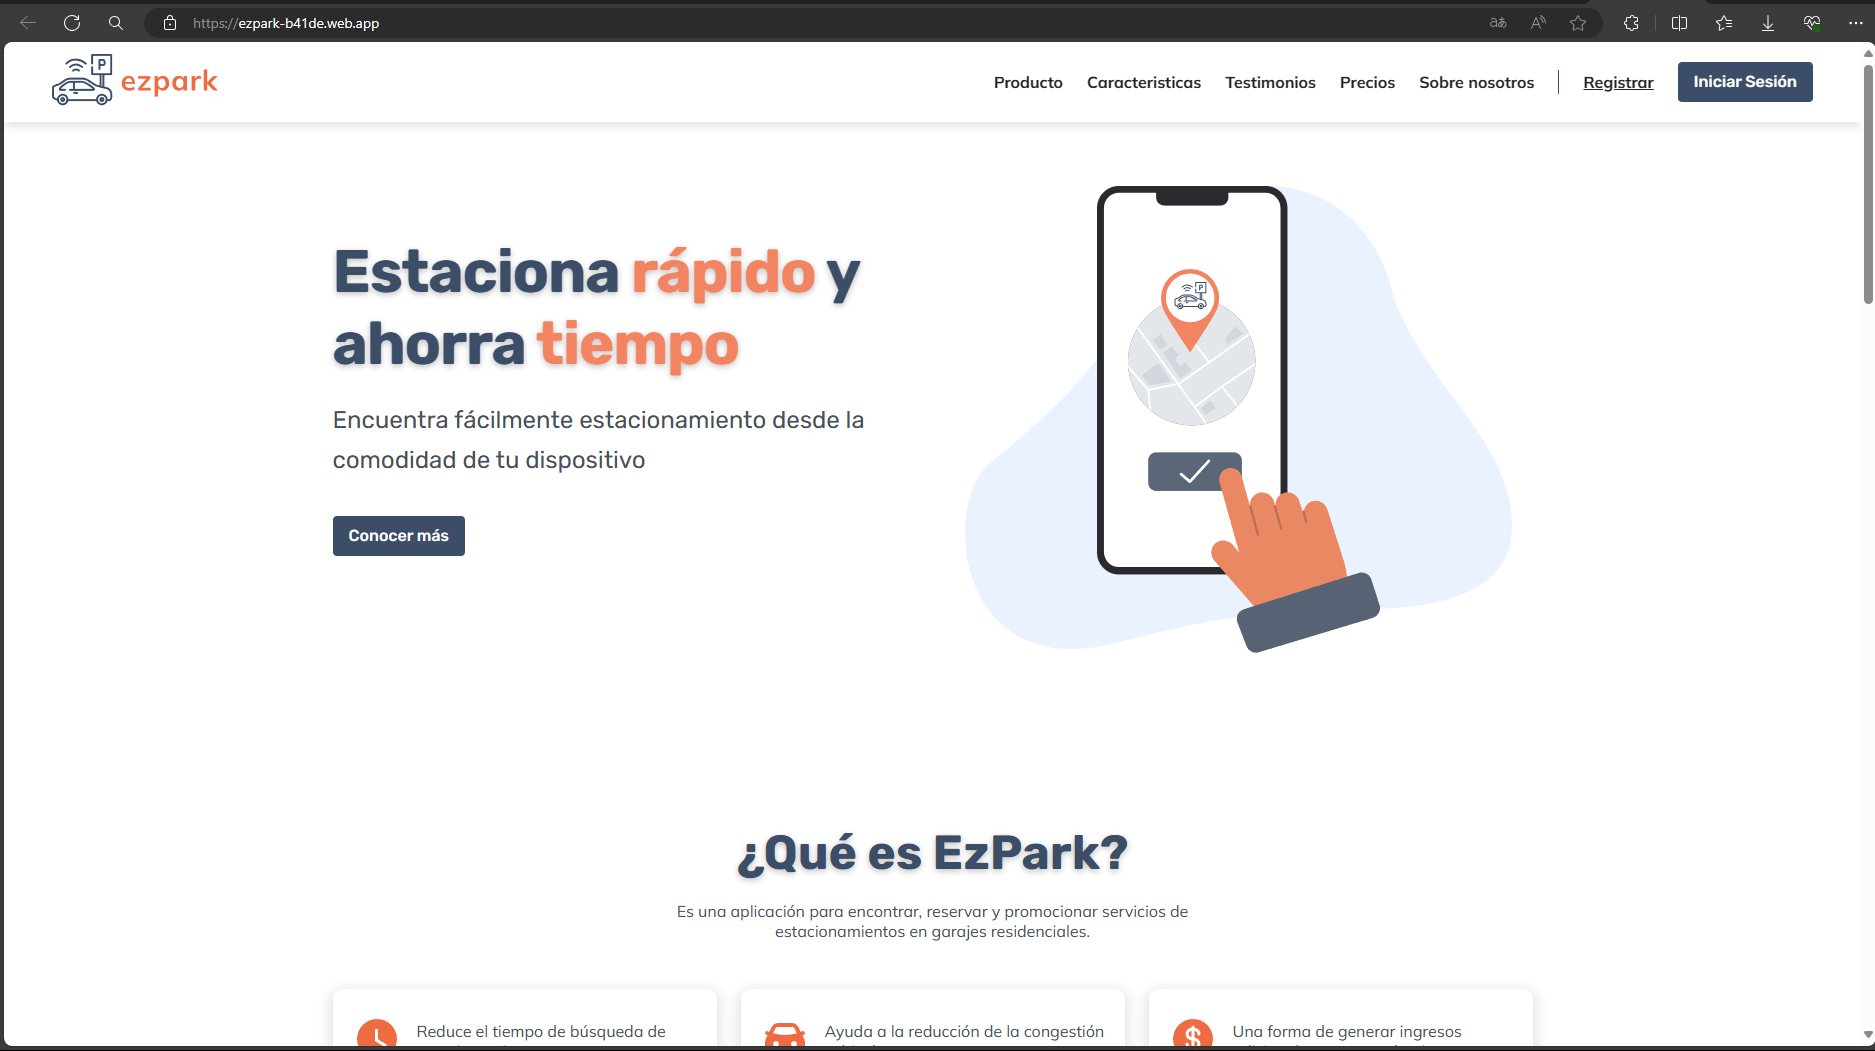 https://ezpark-b41de.web.app
P
ezpark
Producto
Caracteristicas
Testimonios
Precios
Sobre nosotros
Registrar
Iniciar Sesión
Estaciona rápido y
ahorra tiempo
Encuentra fácilmente estacionamiento desde la
comodidad de tu dispositivo
Conocer más
P
¿Qué es EzPark?
Es una aplicación para encontrar, reservar y promocionar servicios de
estacionamientos en garajes residenciales.
Reduce el tiempo de búsqueda de
Ayuda a la reducción de la congestión
$
Una forma de generar ingresos